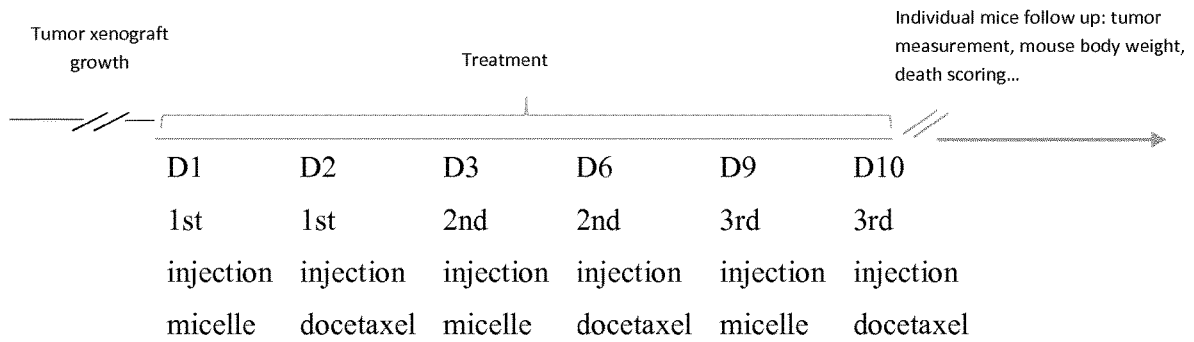 Tumor xenograft
growth
Treatment
Individual mice follow up: tumor
measurement, mouse body weight,
death scoring...
D1 D2 D3 D6 D9 D10
1st 1st 2nd 2nd 3rd 3rd
injection injection injection injection injection injection
micelle docetaxel micelle docetaxel micelle docetaxel